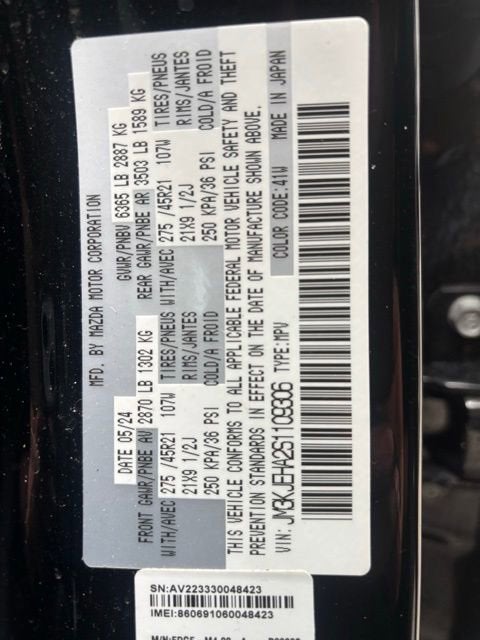 MFD. BY MAZDA MOTOR CORPORATION
DATE 05/24 GVWR/PNBV 6365 LB 2887 KG
FRONT GAWR/PNBE AV 2870 LB 1302 KG REAR GAWR/PNBE AR 3503 LB 1589 KG
WITH/AVEC 275 /45R21 107W TIRES/PNEUS WITH/AVEC 275 /45R21 107W TIRES/PNEUS
21X9 1/2J RIMS/JANTES 21X9 1/2J RIMS/JANTES
250 KPA/36 PSI COLD/A FROID 250 KPA/36 PSI COLD/A FROID
THIS VEHICLE CONFORMS TO ALL APPLICABLE FEDERAL MOTOR VEHICLE SAFETY AND THEFT
PREVENTION STANDARDS IN EFFECT ON THE DATE OF MANUFACTURE SHOWN ABOVE.
VIN: JM3KJEHA2S1109306 TYPE:MPV COLOR CODE:41W MADE IN JAPAN
SN:AV223330048423
IMEI:860691060048423